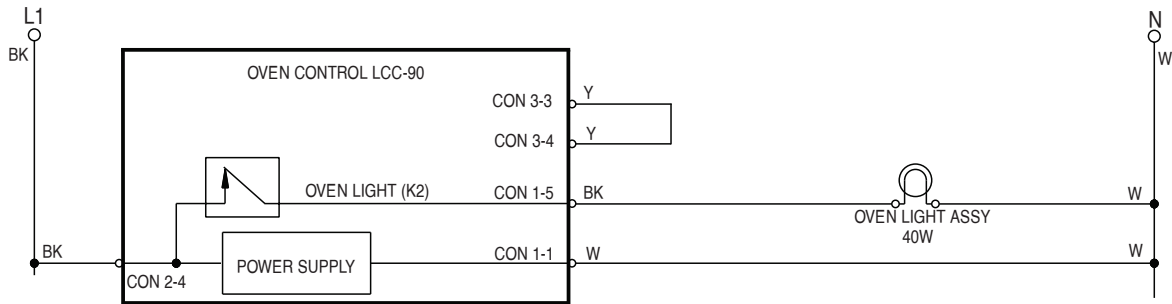 L1
N
BK
W
OVEN CONTROL LCC-90
CON 3-3
Y
CON 3-4
Y
OVEN LIGHT (K2)
CON 1-5
BK
W
OVEN LIGHT ASSY
40W
BK
CON 2-4
POWER SUPPLY
CON 1-1
W
W